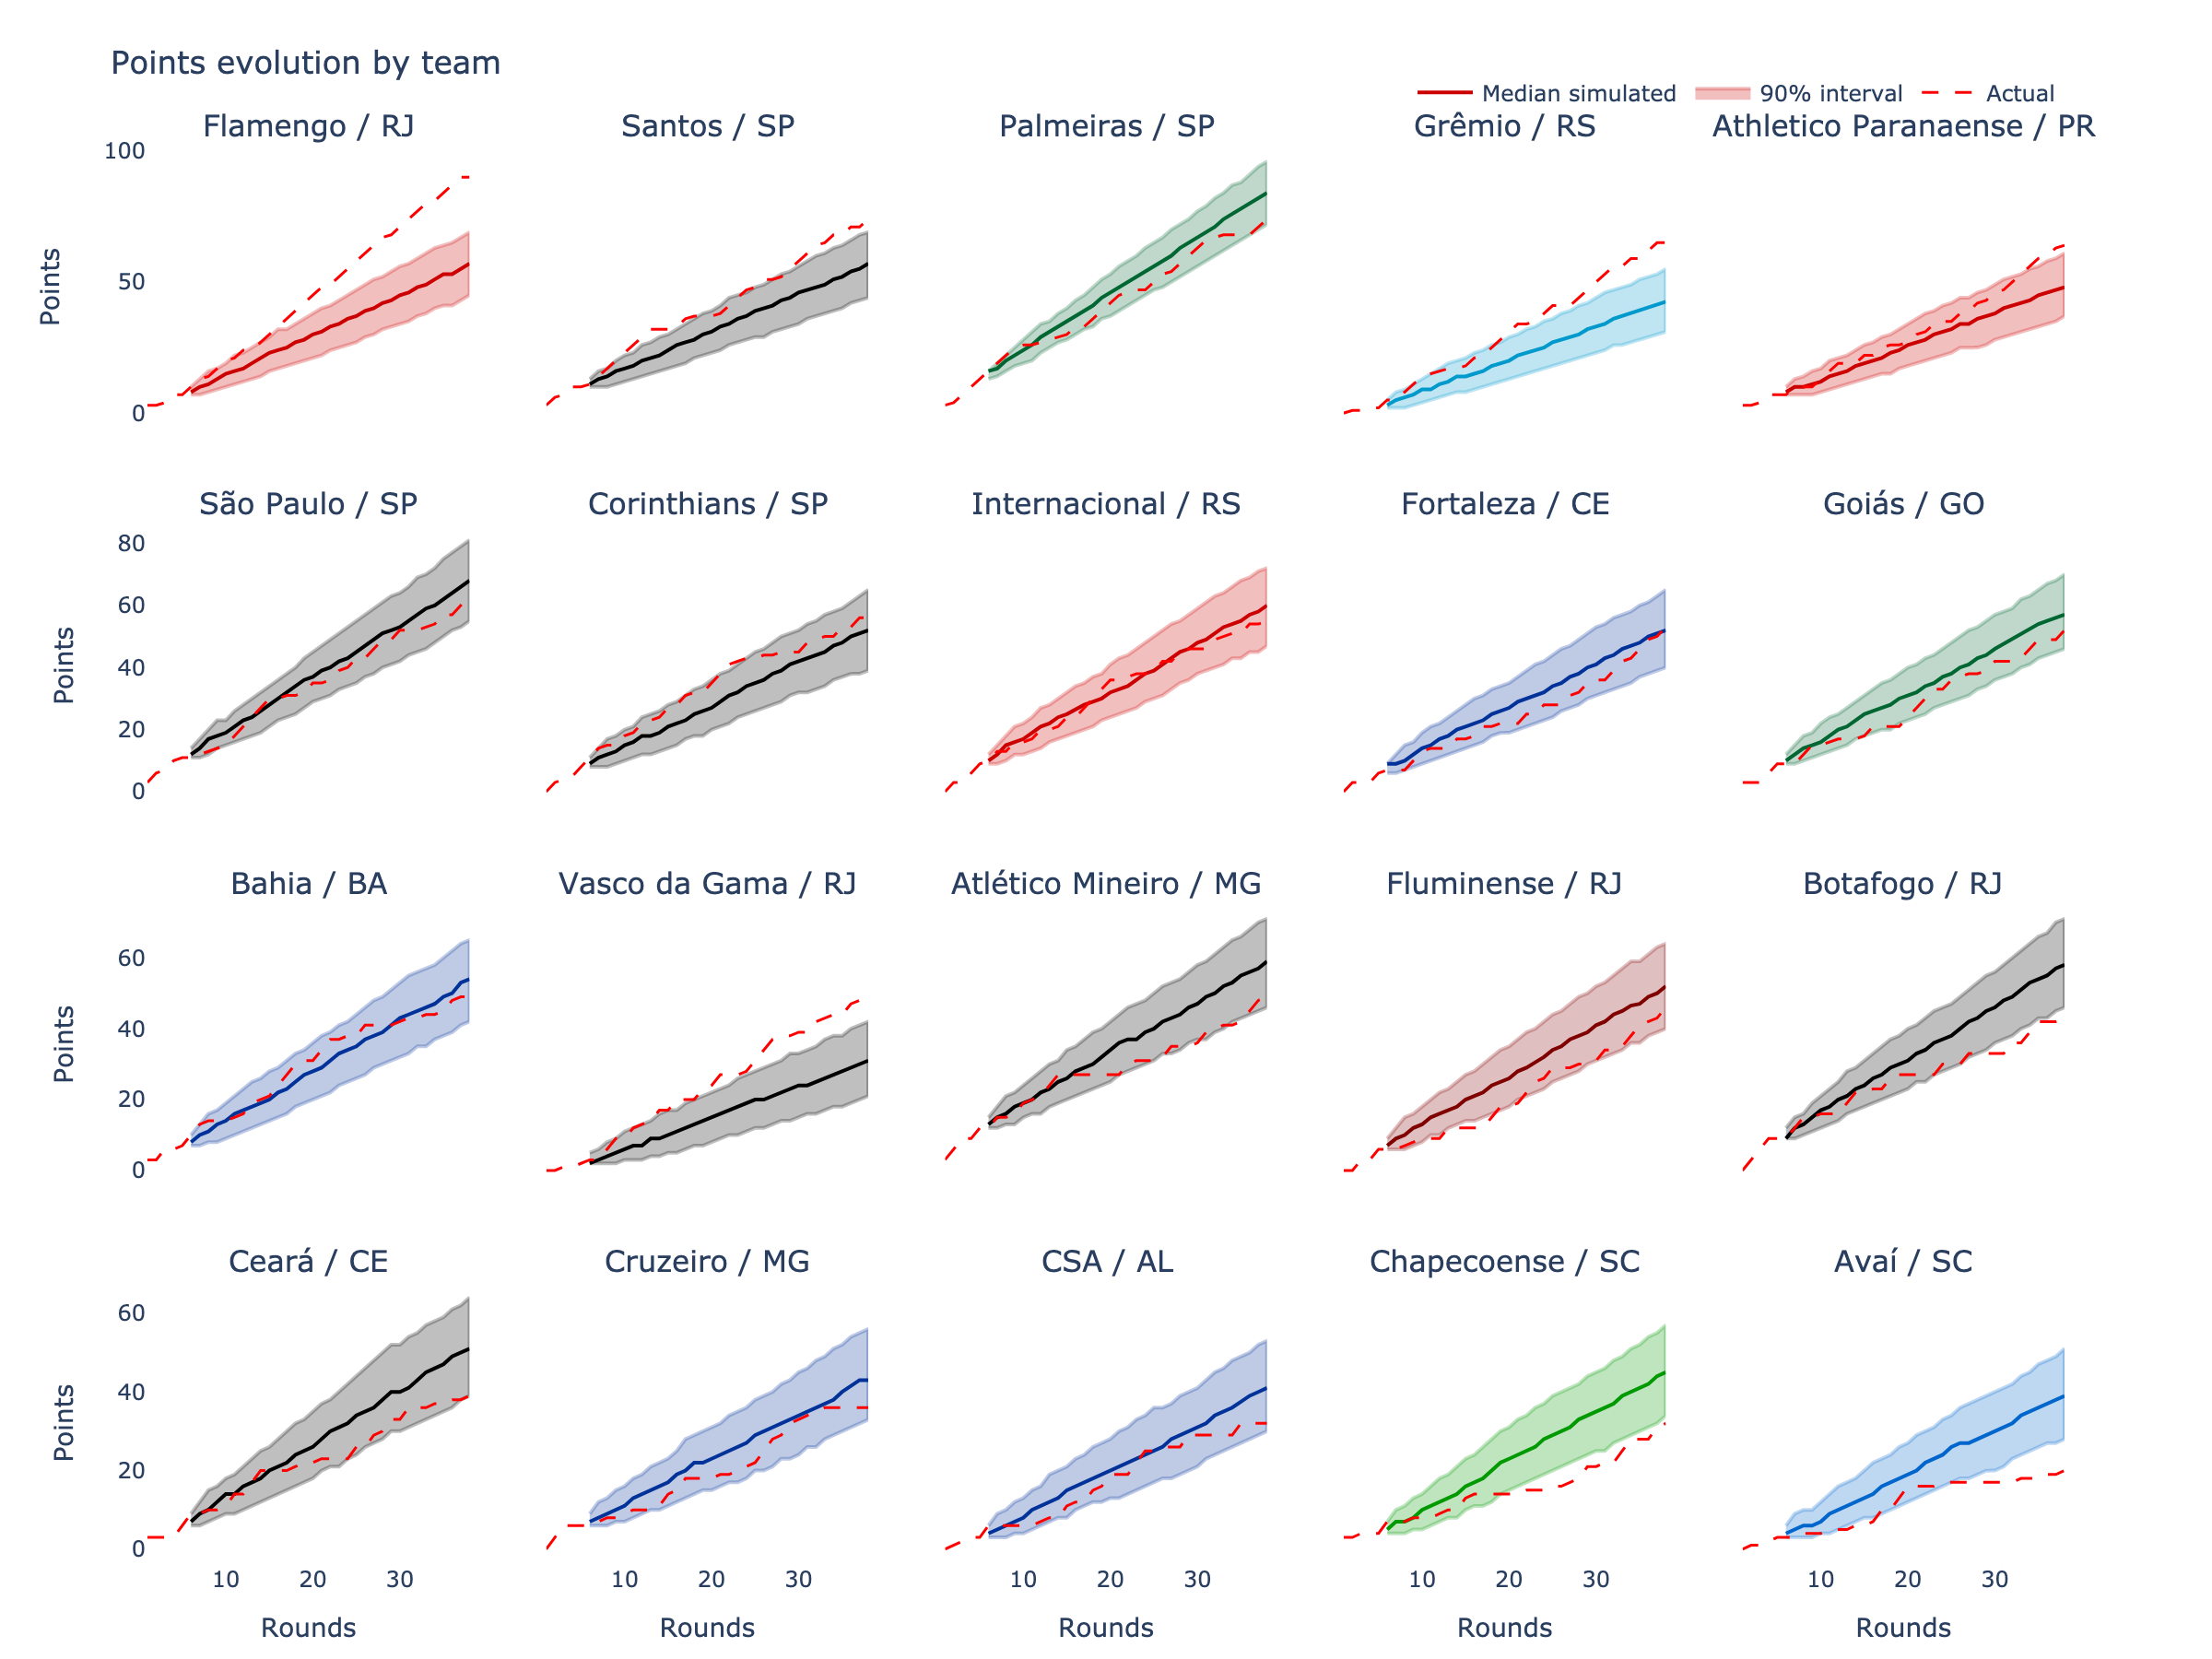 Points evolution by team
Median simulated 90% interval Actual
Flamengo / RJ Santos / SP Palmeiras / SP Grêmio / RS Athletico Paranaense / PR
100
50
0
Points
São Paulo / SP Corinthians / SP Internacional / RS Fortaleza / CE Goiás / GO
80
60
40
20
0
Points
Bahia / BA Vasco da Gama / RJ Atlético Mineiro / MG Fluminense / RJ Botafogo / RJ
60
40
20
0
Points
Ceará / CE Cruzeiro / MG CSA / AL Chapecoense / SC Avaí / SC
60
40
20
0
Points
10 20 30 10 20 30 10 20 30 10 20 30 10 20 30
Rounds Rounds Rounds Rounds Rounds